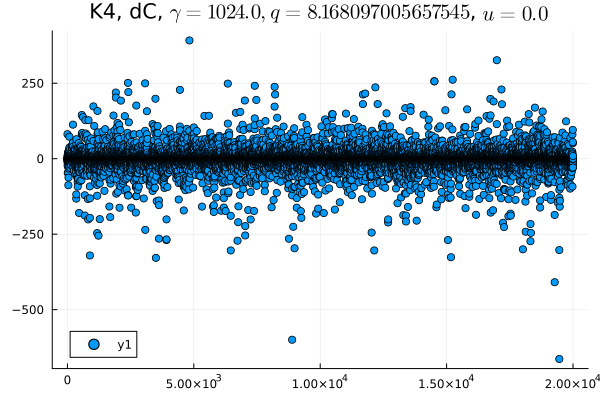 K4, dC, γ = 1024.0, q = 8.168097005657545, u = 0.0
250
0
−250
−500
y1
0 5.00×10³ 1.00×10⁴ 1.50×10⁴ 2.00×10⁴